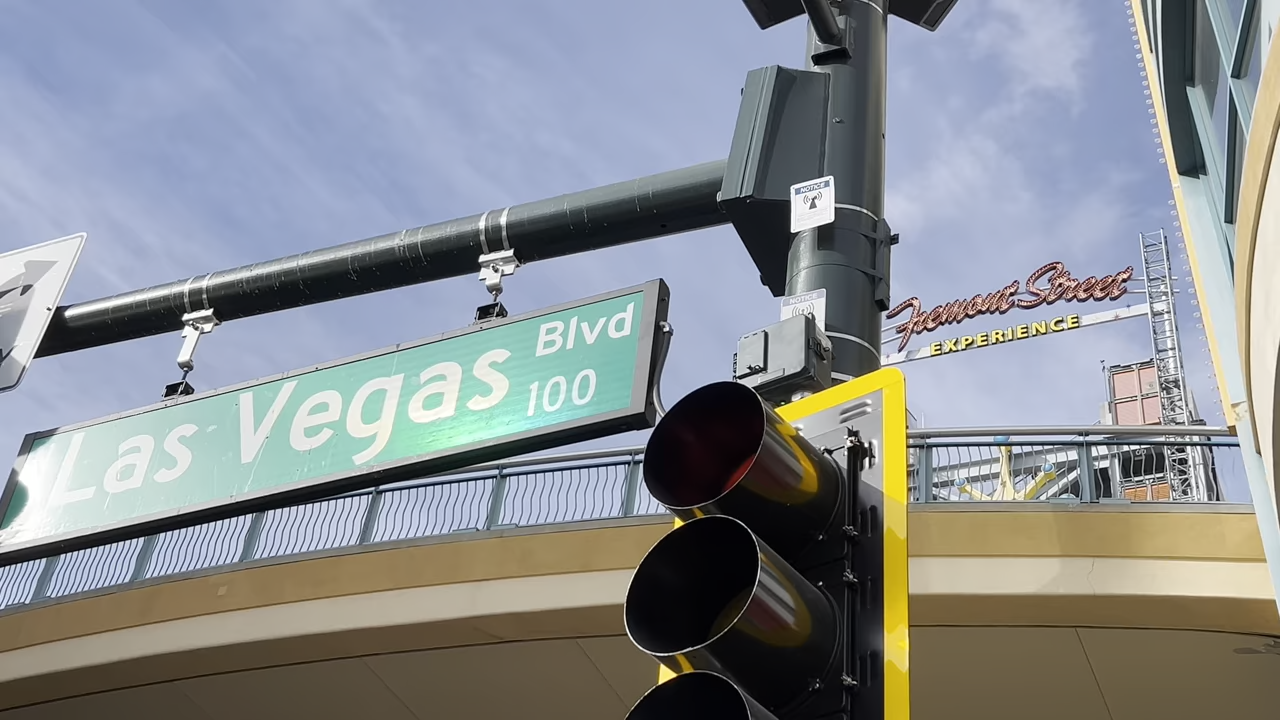 NOTICE
NOTICE
Fremont Street
EXPERIENCE
Las Vegas Blvd
100